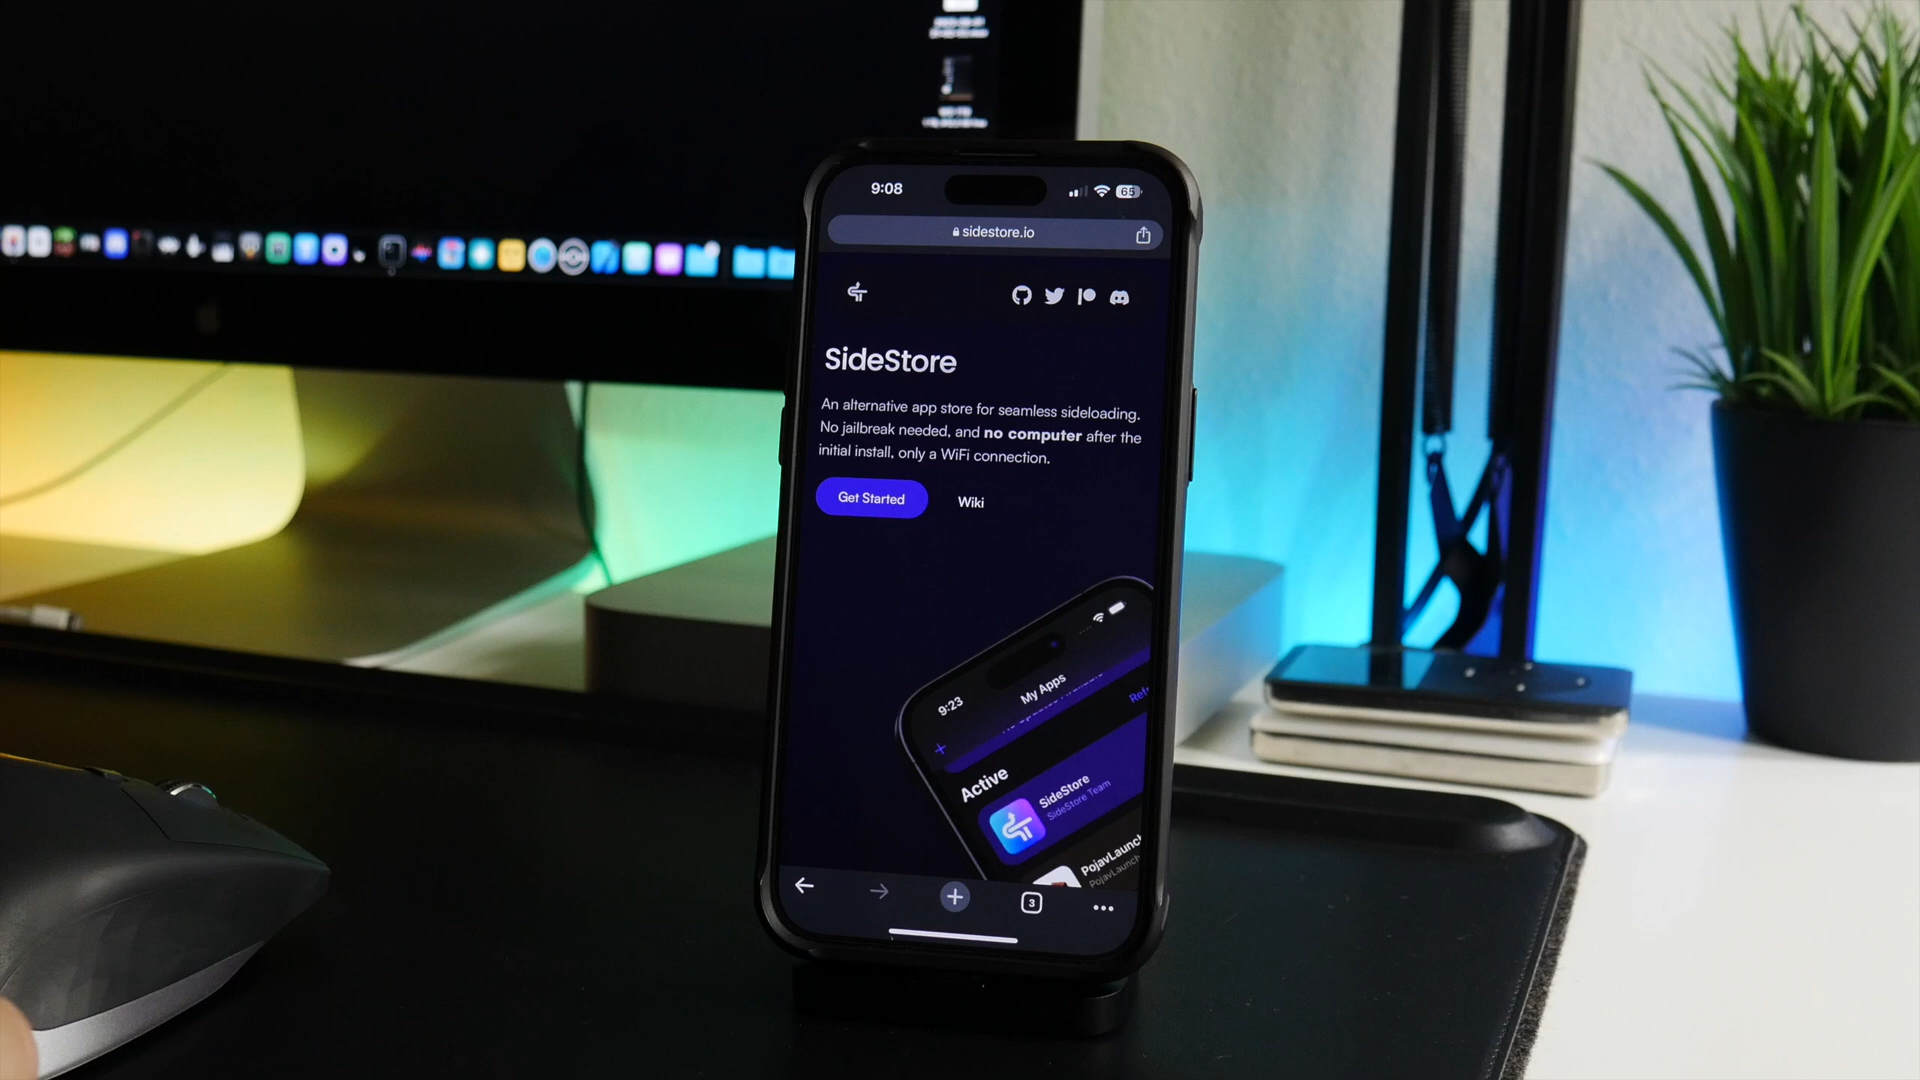 9:08
65
sidestore.io
SideStore
An alternative app store for seamless sideloading.
No jailbreak needed, and no computer after the
initial install, only a WiFi connection.
Get Started
Wiki
9:23
My Apps
Refr
Active
SideStore
SideStore Team
PojavLaunch
PojavLaunch
3